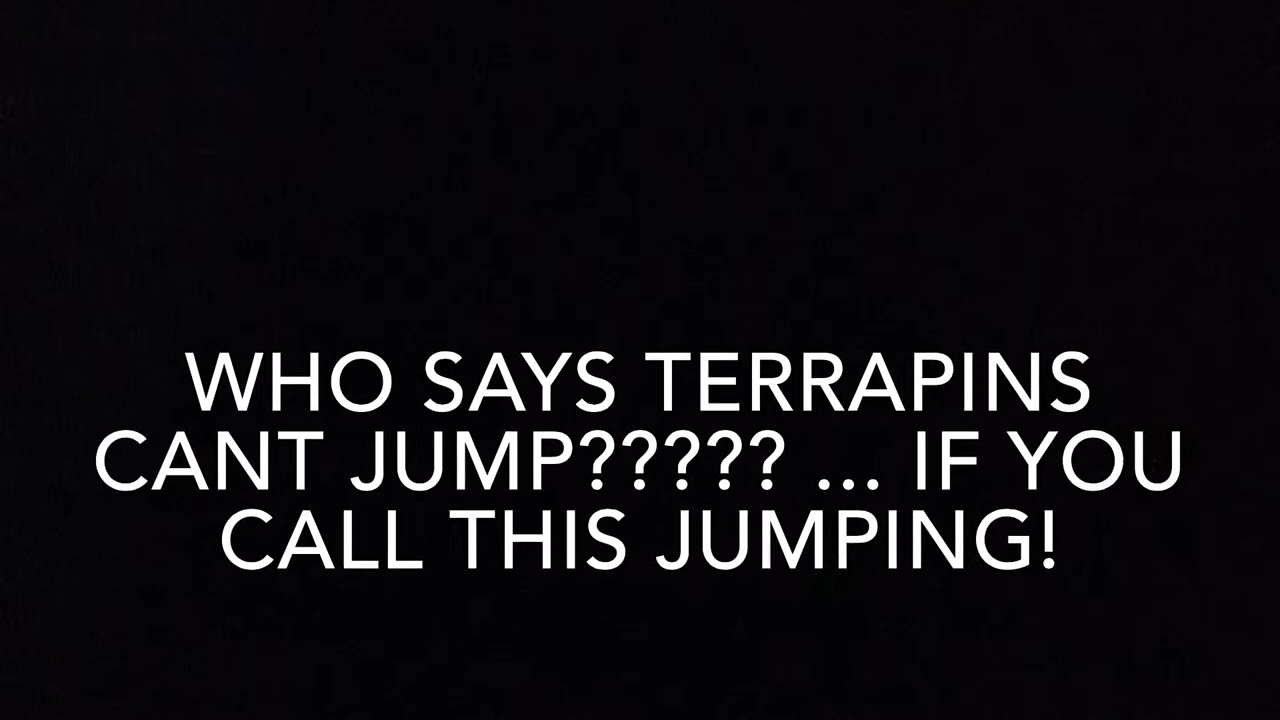 WHO SAYS TERRAPINS
CANT JUMP????? ... IF YOU
CALL THIS JUMPING!